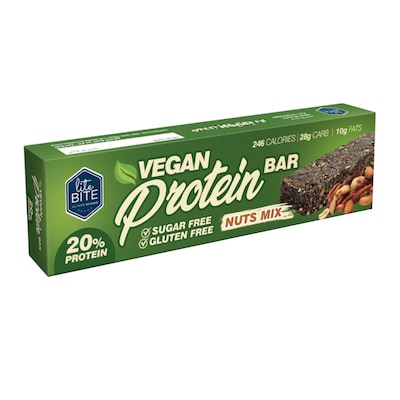 246 CALORIES | 28g CARB | 10g FATS
VEGAN
Protein BAR
SUGAR FREE
GLUTEN FREE
NUTS MIX
lite
BITE
20%
PROTEIN